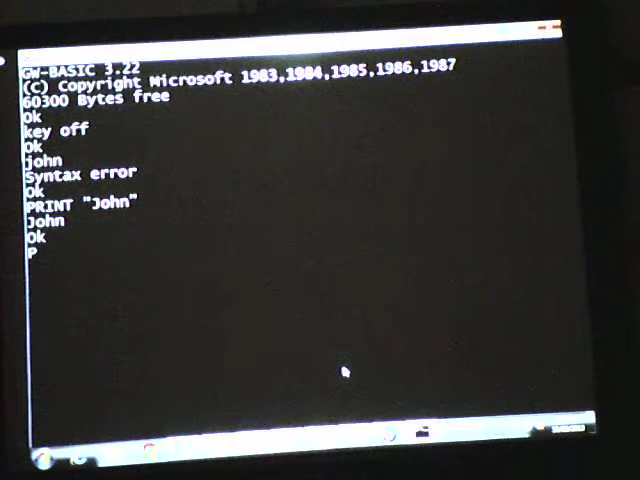 GW-BASIC 3.22
(C) Copyright Microsoft 1983,1984,1985,1986,1987
60300 Bytes free
Ok
key off
Ok
john
Syntax error
Ok
PRINT "John"
John
Ok
P